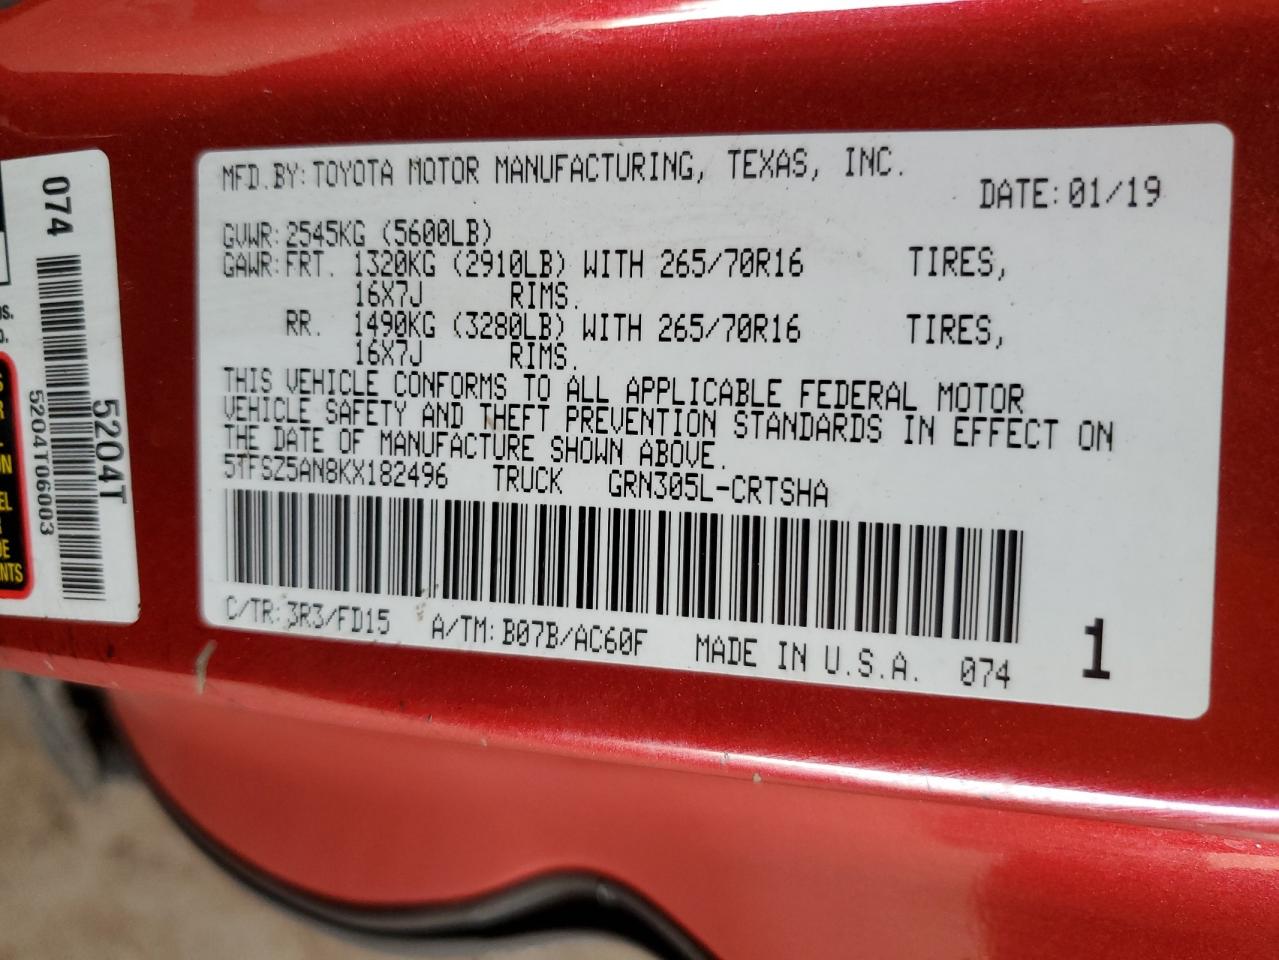 MFD.BY:TOYOTA MOTOR MANUFACTURING, TEXAS, INC.
DATE:01/19
GVWR:2545KG (5600LB)
GAWR:FRT. 1320KG (2910LB) WITH 265/70R16 TIRES,
16X7J RIMS.
RR. 1490KG (3280LB) WITH 265/70R16 TIRES,
16X7J RIMS.
THIS VEHICLE CONFORMS TO ALL APPLICABLE FEDERAL MOTOR
VEHICLE SAFETY AND THEFT PREVENTION STANDARDS IN EFFECT ON
THE DATE OF MANUFACTURE SHOWN ABOVE.
5TFSZ5AN8KX182496 TRUCK GRN305L-CRTSHA
C/TR:3R3/FD15 A/TM:B07B/AC60F MADE IN U.S.A. 074
1
074
5204T
5204T06003